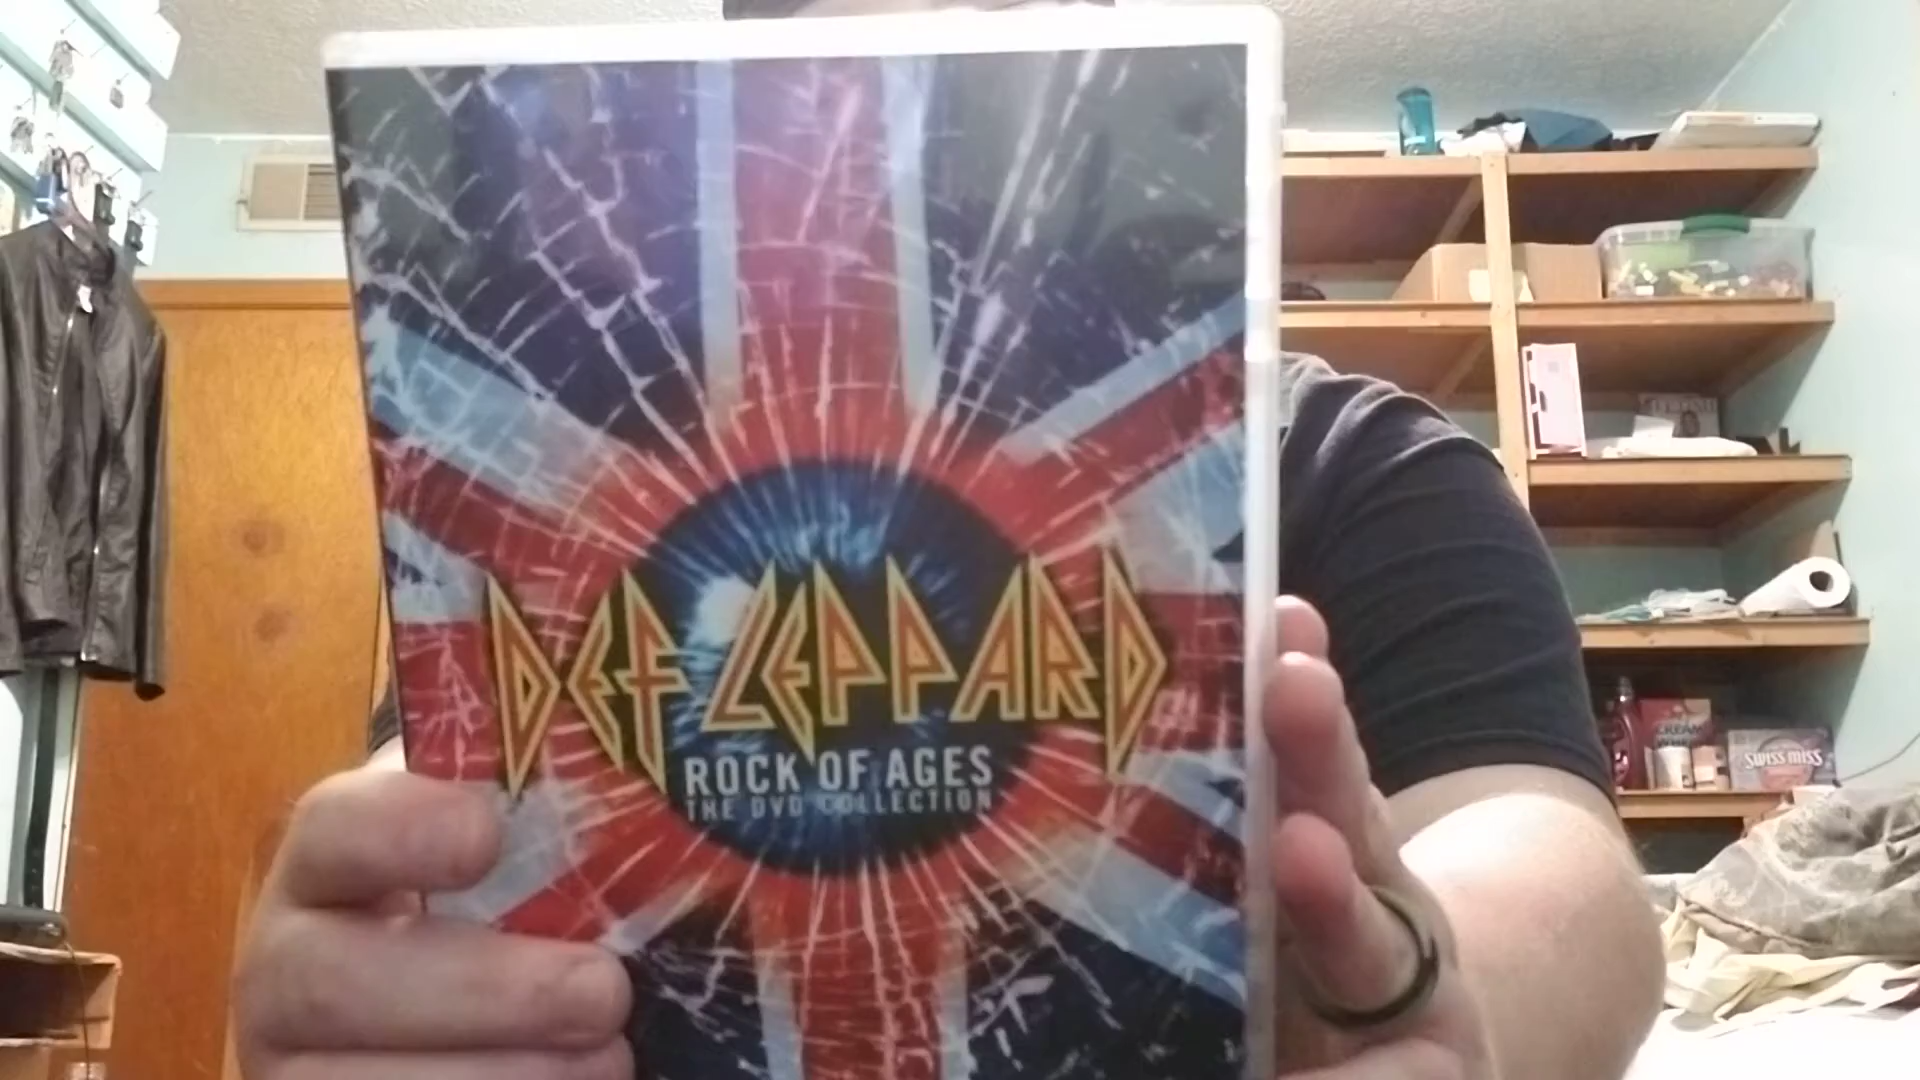 DEF LEPPARD
ROCK OF AGES
THE DVD COLLECTION
SWISS MISS